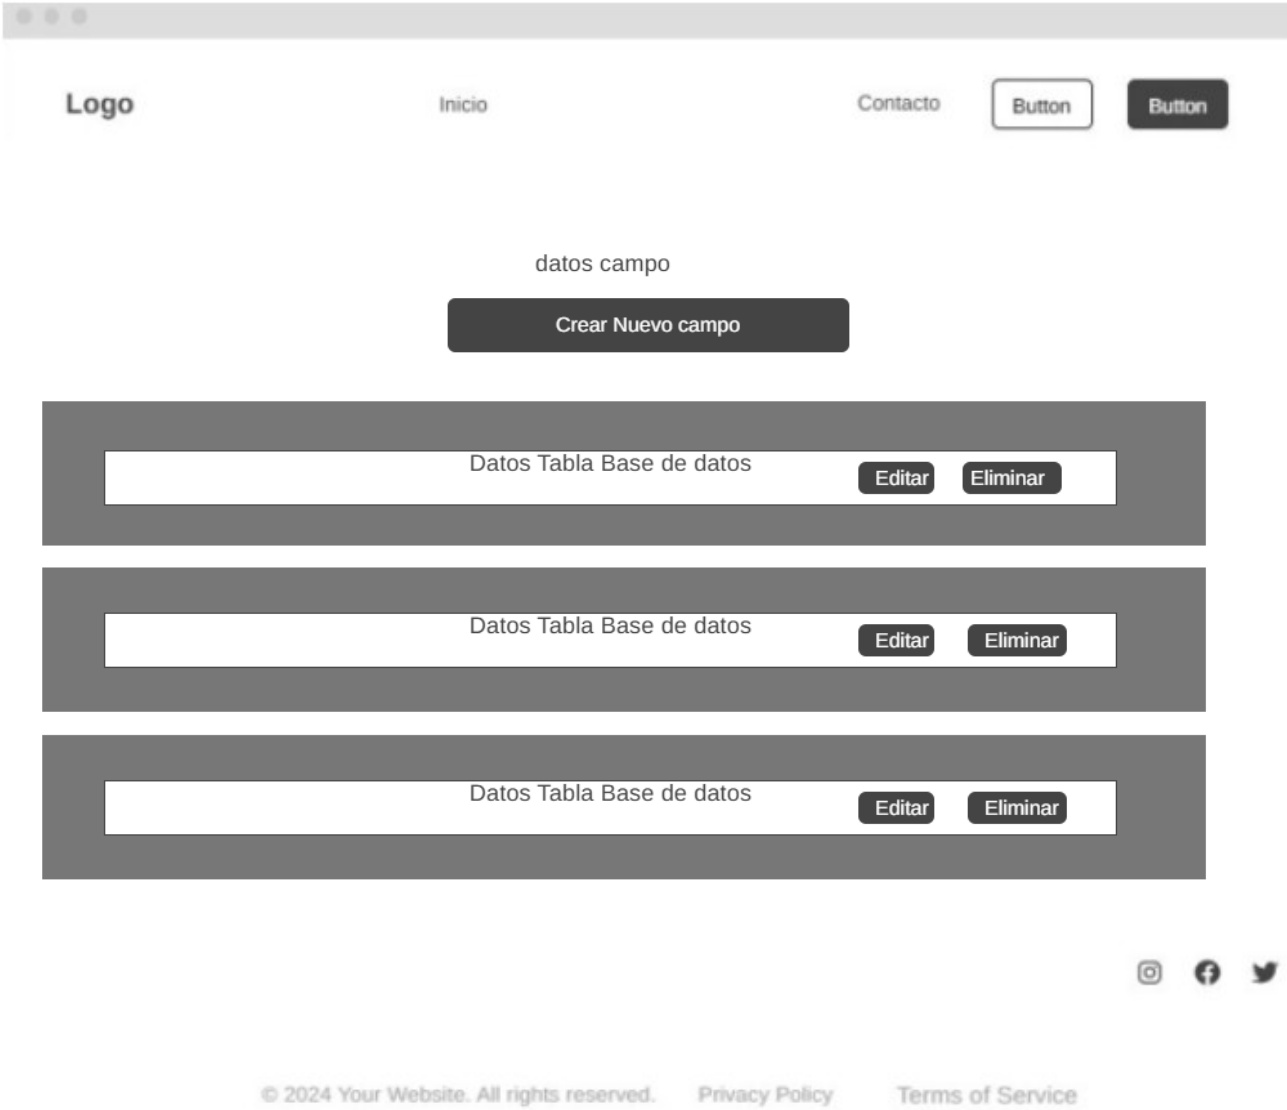 Logo Inicio Contacto Button Button
datos campo
Crear Nuevo campo
Datos Tabla Base de datos Editar Eliminar
Datos Tabla Base de datos Editar Eliminar
Datos Tabla Base de datos Editar Eliminar
© 2024 Your Website. All rights reserved. Privacy Policy Terms of Service